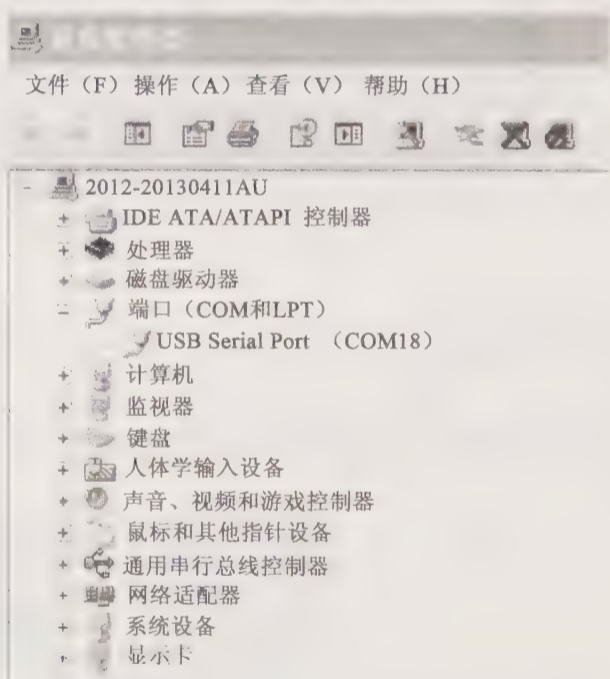 文件（F）操作（A）查看（V） 帮助（H）
2012-20130411AU
IDE ATA/ATAPI 控制器
处理器
磁盘驱动器
端口（COM和LPT）
USB Serial Port （COM18）
计算机
监视器
键盘
人体学输入设备
声音、视频和游戏控制器
鼠标和其他指针设备
通用串行总线控制器
网络适配器
系统设备
显示卡